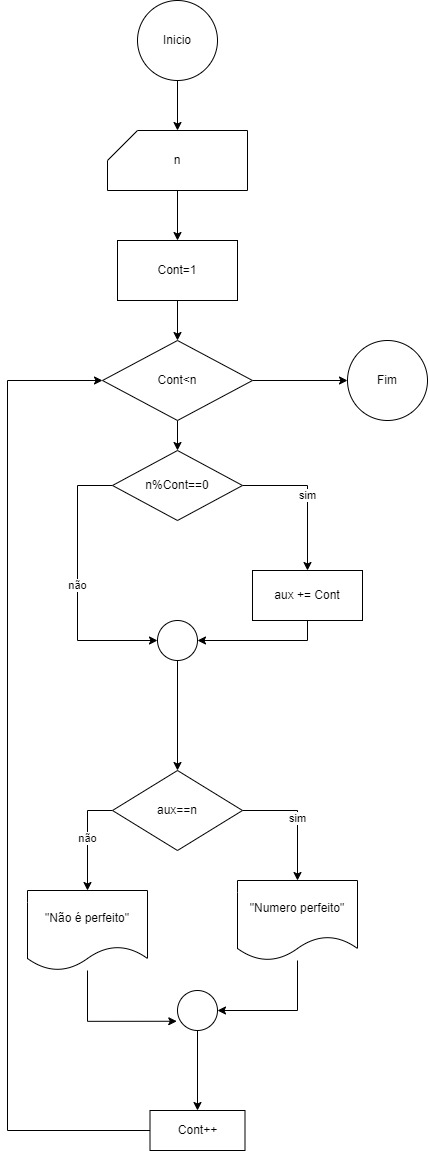 Inicio
n
Cont=1
Cont<n
Fim
n%Cont==0
sim
não
aux += Cont
aux==n
não
sim
"Não é perfeito"
"Numero perfeito"
Cont++